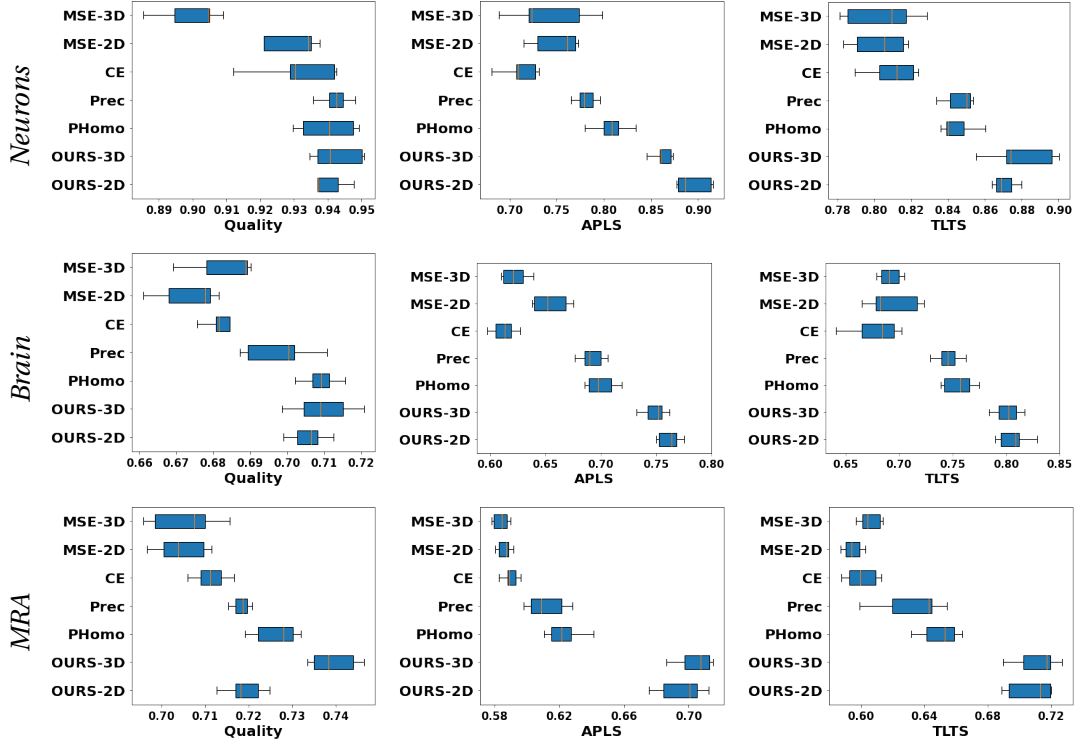 Neurons
MSE-3D
MSE-2D
CE
Prec
PHomo
OURS-3D
OURS-2D
0.89 0.90 0.91 0.92 0.93 0.94 0.95
Quality
MSE-3D
MSE-2D
CE
Prec
PHomo
OURS-3D
OURS-2D
0.70 0.75 0.80 0.85 0.90
APLS
MSE-3D
MSE-2D
CE
Prec
PHomo
OURS-3D
OURS-2D
0.78 0.80 0.82 0.84 0.86 0.88 0.90
TLTS
Brain
MSE-3D
MSE-2D
CE
Prec
PHomo
OURS-3D
OURS-2D
0.66 0.67 0.68 0.69 0.70 0.71 0.72
Quality
MSE-3D
MSE-2D
CE
Prec
PHomo
OURS-3D
OURS-2D
0.60 0.65 0.70 0.75 0.80
APLS
MSE-3D
MSE-2D
CE
Prec
PHomo
OURS-3D
OURS-2D
0.65 0.70 0.75 0.80 0.85
TLTS
MRA
MSE-3D
MSE-2D
CE
Prec
PHomo
OURS-3D
OURS-2D
0.70 0.71 0.72 0.73 0.74
Quality
MSE-3D
MSE-2D
CE
Prec
PHomo
OURS-3D
OURS-2D
0.58 0.62 0.66 0.70
APLS
MSE-3D
MSE-2D
CE
Prec
PHomo
OURS-3D
OURS-2D
0.60 0.64 0.68 0.72
TLTS